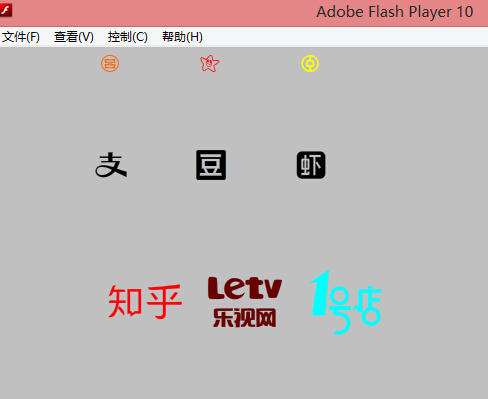 Adobe Flash Player 10
文件(F) 查看(V) 控制(C) 帮助(H)
支 豆 虾
知乎 Letv 1号店
乐视网